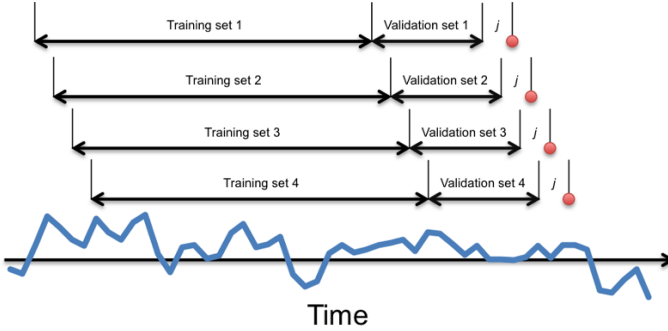 Training set 1 Validation set 1 j
Training set 2 Validation set 2 j
Training set 3 Validation set 3 j
Training set 4 Validation set 4 j
Time